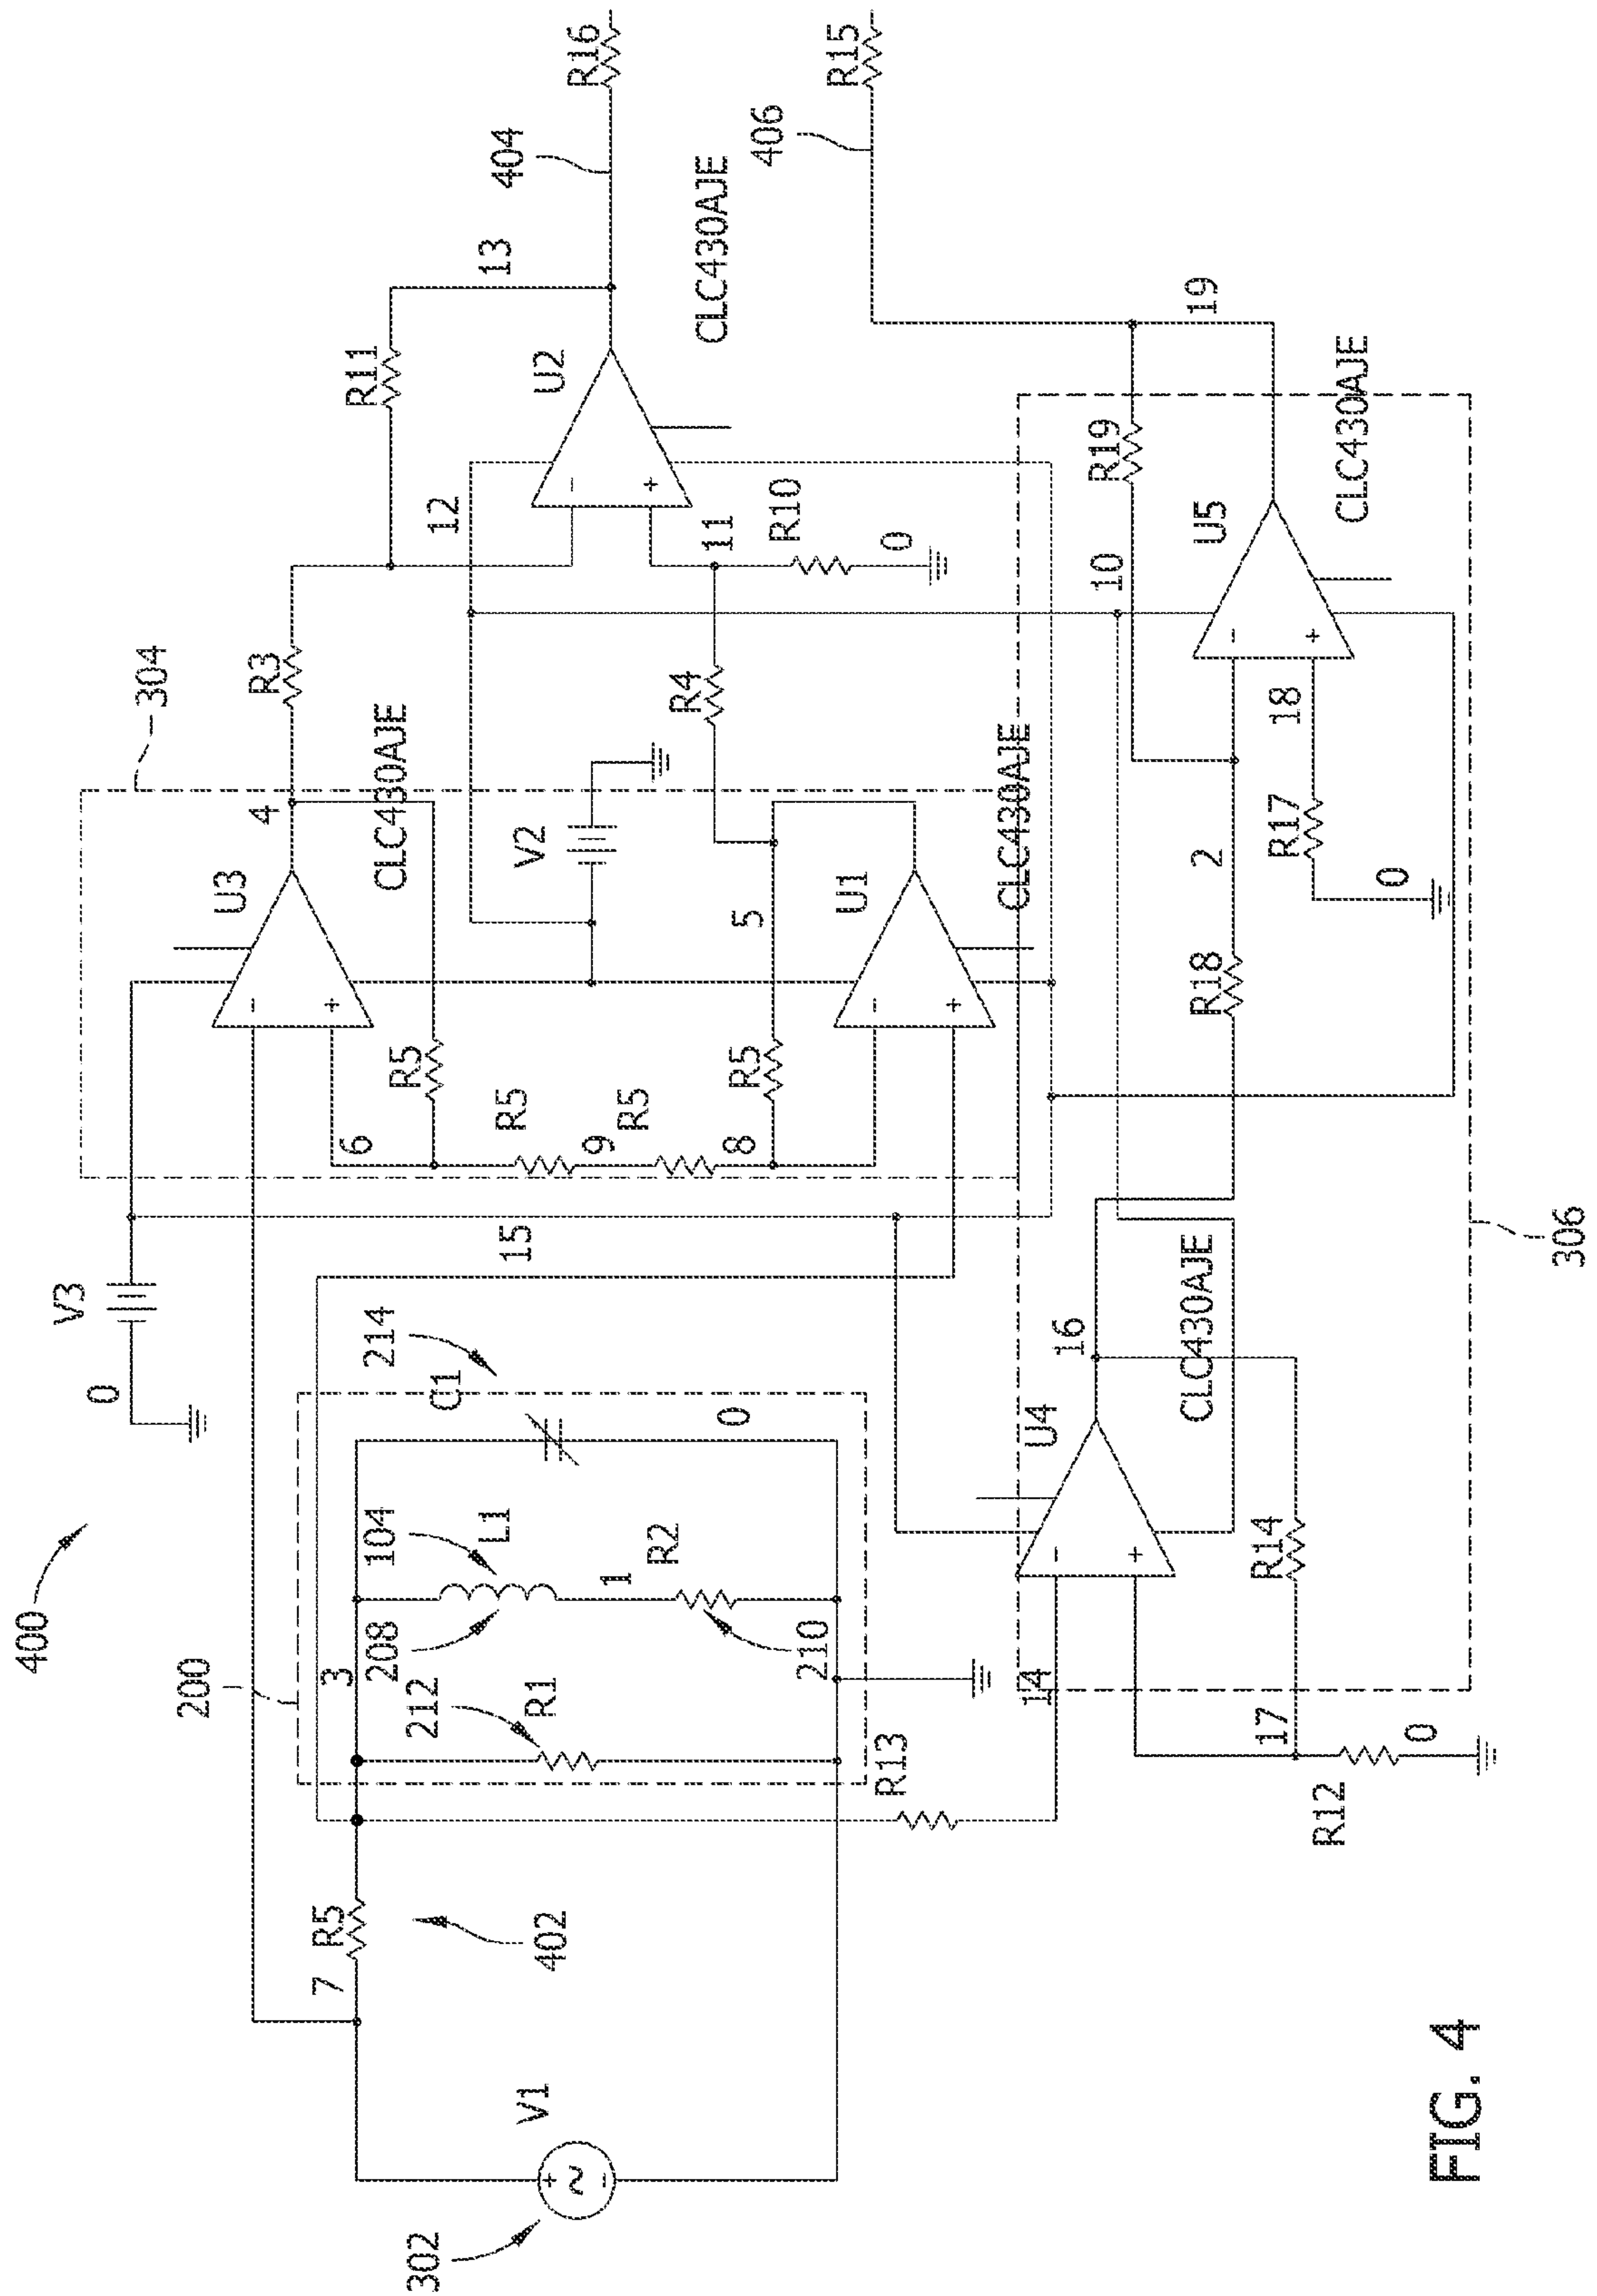 400
V3
0
304
U3
4
R3
CLC430AJE
R11
13
404
R16
U2
CLC430AJE
12
11
R10
0
R4
V2
5
U1
CLC430AJE
R5
R5
R5
R5
6
9
8
15
200
3
104
L1
208
1
R2
210
212
R1
214
C1
0
7
R5
402
V1
302
R13
14
U4
CLC430AJE
16
R14
17
R12
0
306
R18
2
R17
18
0
U5
CLC430AJE
10
R19
19
406
R15
FIG. 4